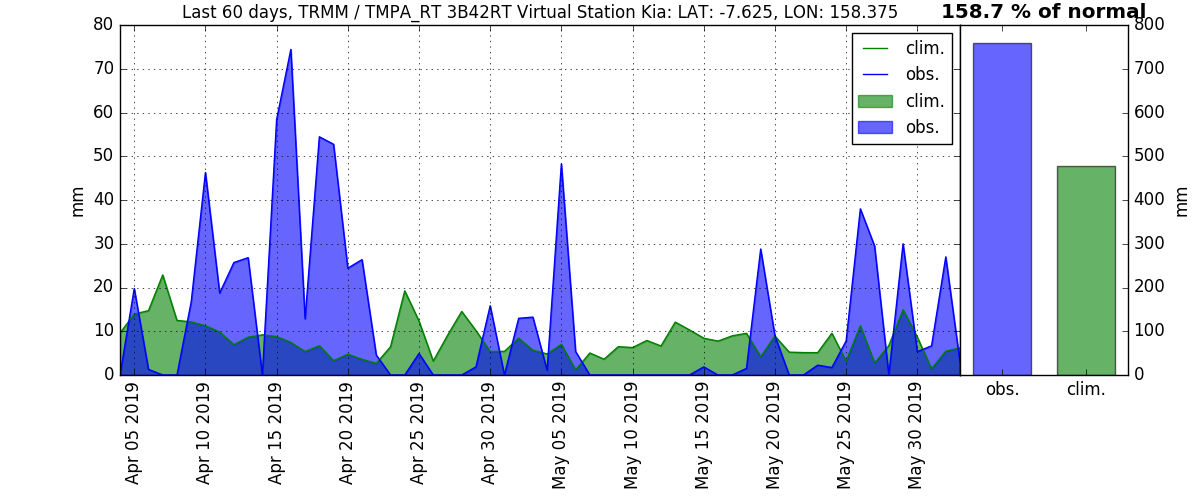 Last 60 days, TRMM / TMPA_RT 3B42RT Virtual Station Kia: LAT: -7.625, LON: 158.375
158.7 % of normal
80
70
60
50
40
30
20
10
0
mm
clim.
obs.
clim.
obs.
Apr 05 2019
Apr 10 2019
Apr 15 2019
Apr 20 2019
Apr 25 2019
Apr 30 2019
May 05 2019
May 10 2019
May 15 2019
May 20 2019
May 25 2019
May 30 2019
800
700
600
500
400
300
200
100
0
mm
obs.
clim.